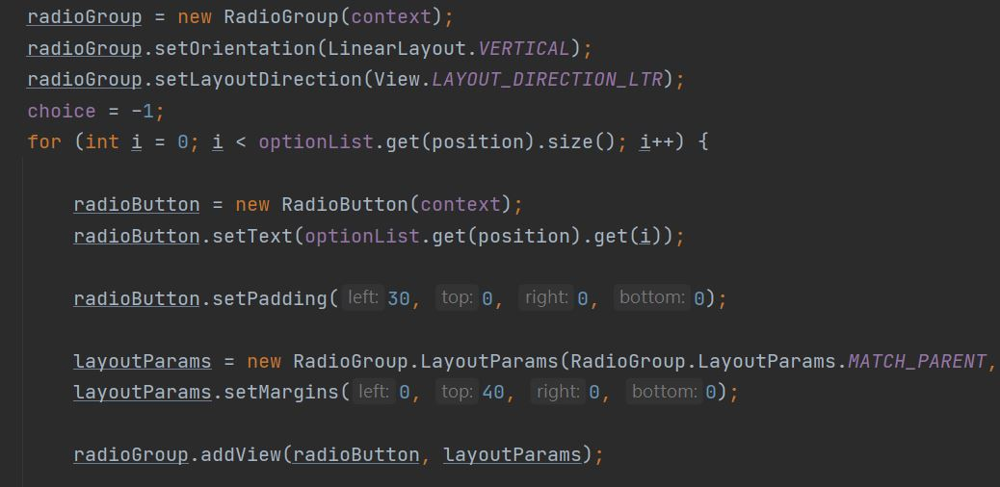 radioGroup = new RadioGroup(context);
radioGroup.setOrientation(LinearLayout.VERTICAL);
radioGroup.setLayoutDirection(View.LAYOUT_DIRECTION_LTR);
choice = -1;
for (int i = 0; i < optionList.get(position).size(); i++) {
radioButton = new RadioButton(context);
radioButton.setText(optionList.get(position).get(i));
radioButton.setPadding( left: 30, top: 0, right: 0, bottom: 0);
layoutParams = new RadioGroup.LayoutParams(RadioGroup.LayoutParams.MATCH_PARENT,
layoutParams.setMargins( left: 0, top: 40, right: 0, bottom: 0);
radioGroup.addView(radioButton, layoutParams);